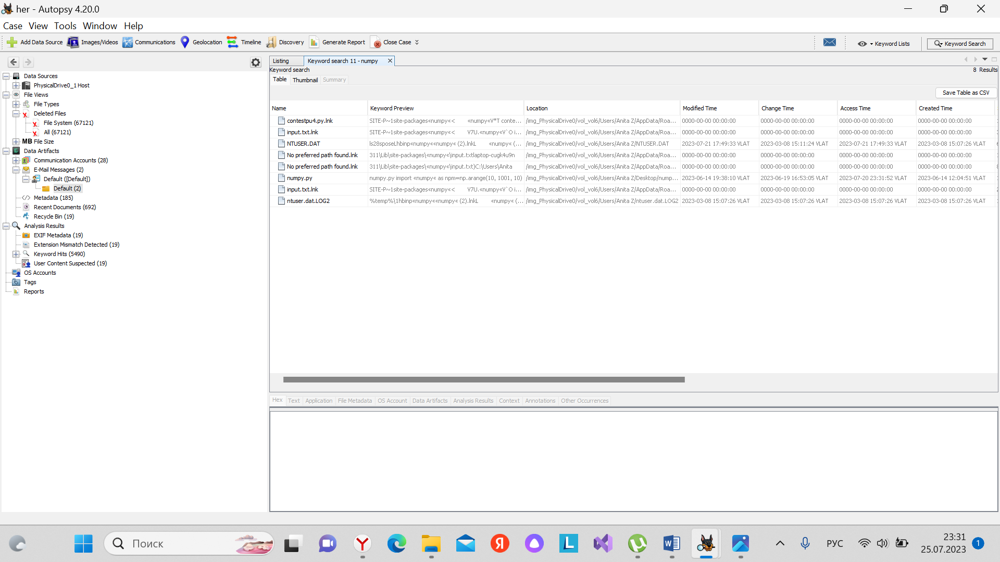 her - Autopsy 4.20.0
Case View Tools Window Help
Add Data Source Images/Videos Communications Geolocation Timeline Discovery Generate Report Close Case Keyword Lists Keyword Search
Listing Keyword search 11 - numpy
Keyword search 8 Results
Table Thumbnail Summary
Save Table as CSV
Name Keyword Preview Location Modified Time Change Time Access Time Created Time
contestpu4.py.lnk SITE-P~1site-packages«numpy«< «numpy«V*T conte... /img_PhysicalDrive0/vol_vol6/Users/Anita Z/AppData/Roa... 0000-00-00 00:00:00 0000-00-00 00:00:00 0000-00-00 00:00:00 0000-00-00 00:00:00
input.txt.lnk SITE-P~1site-packages«numpy«< V7U.«numpy«V`O i... /img_PhysicalDrive0/vol_vol6/Users/Anita Z/AppData/Roa... 0000-00-00 00:00:00 0000-00-00 00:00:00 0000-00-00 00:00:00 0000-00-00 00:00:00
NTUSER.DAT ls28sposeLhbinp«numpy««numpy« (2).lnkL «numpy« (... /img_PhysicalDrive0/vol_vol6/Users/Anita Z/NTUSER.DAT 2023-07-21 17:49:33 VLAT 2023-03-08 15:11:24 VLAT 2023-07-21 17:49:33 VLAT 2023-03-08 15:07:26 VLAT
No preferred path found.lnk 311\Lib\site-packages\«numpy«\input.txtlaptop-cugk4u9n /img_PhysicalDrive0/vol_vol6/Users/Anita Z/AppData/Roa... 0000-00-00 00:00:00 0000-00-00 00:00:00 0000-00-00 00:00:00 0000-00-00 00:00:00
No preferred path found.lnk 311\Lib\site-packages\«numpy«\input.txt)C:\Users\Anita /img_PhysicalDrive0/vol_vol6/Users/Anita Z/AppData/Roa... 0000-00-00 00:00:00 0000-00-00 00:00:00 0000-00-00 00:00:00 0000-00-00 00:00:00
numpy.py numpy.py import «numpy« as npm=np.arange(10, 1001, 10) /img_PhysicalDrive0/vol_vol6/Users/Anita Z/Desktop/nump... 2023-06-14 19:38:10 VLAT 2023-06-19 16:53:05 VLAT 2023-07-20 23:31:52 VLAT 2023-06-14 12:04:51 VLAT
input.txt.lnk SITE-P~1site-packages«numpy«< V7U.«numpy«V`O i... /img_PhysicalDrive0/vol_vol6/Users/Anita Z/AppData/Roa... 0000-00-00 00:00:00 0000-00-00 00:00:00 0000-00-00 00:00:00 0000-00-00 00:00:00
ntuser.dat.LOG2 %temp%\1hbinp«numpy««numpy« (2).lnkL «numpy« (... /img_PhysicalDrive0/vol_vol6/Users/Anita Z/ntuser.dat.LOG2 2023-03-08 15:07:26 VLAT 2023-03-08 15:07:26 VLAT 2023-03-08 15:07:26 VLAT 2023-03-08 15:07:26 VLAT
Data Sources
PhysicalDrive0_1 Host
File Views
File Types
Deleted Files
File System (67121)
All (67121)
MB File Size
Data Artifacts
Communication Accounts (28)
E-Mail Messages (2)
Default ([Default])
Default (2)
Metadata (185)
Recent Documents (692)
Recycle Bin (19)
Analysis Results
EXIF Metadata (19)
Extension Mismatch Detected (19)
Keyword Hits (5490)
User Content Suspected (19)
OS Accounts
Tags
Reports
Hex Text Application File Metadata OS Account Data Artifacts Analysis Results Context Annotations Other Occurrences
Поиск
РУС
23:31
25.07.2023
1